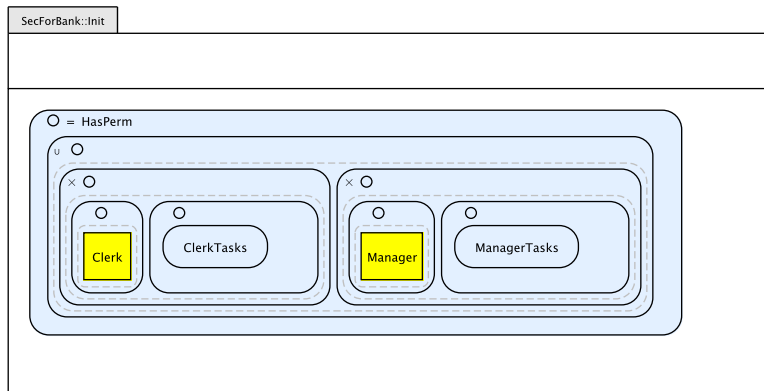 SecForBank::Init
= HasPerm
∪
× ×
Clerk ClerkTasks Manager ManagerTasks